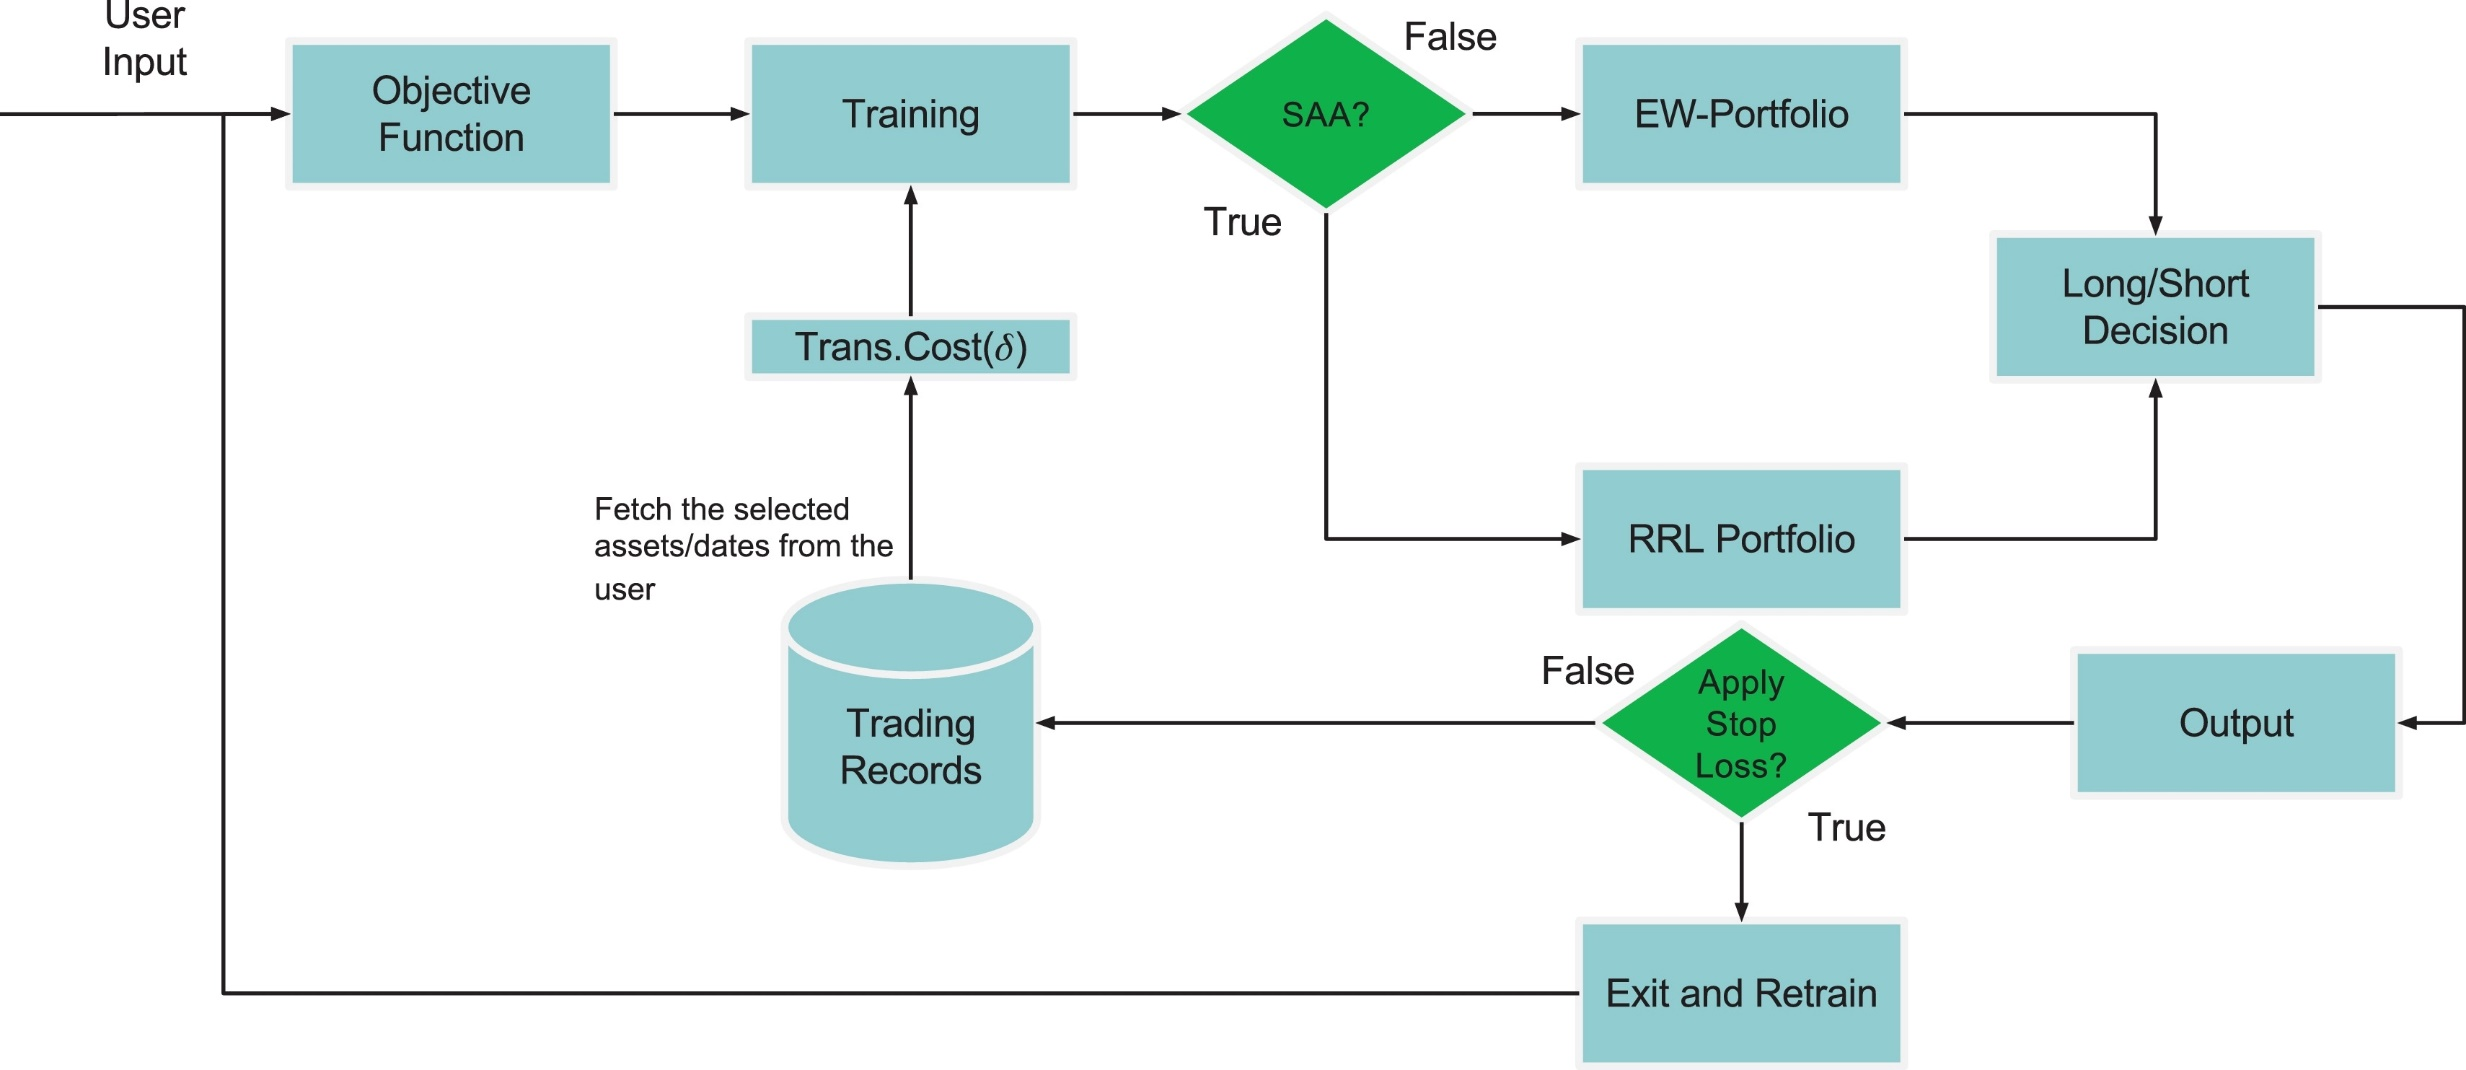 User
Input
Objective
Function
Training
SAA?
False
True
EW-Portfolio
Long/Short
Decision
Trans.Cost(δ)
Fetch the selected
assets/dates from the
user
RRL Portfolio
Trading
Records
False
Apply
Stop
Loss?
True
Output
Exit and Retrain